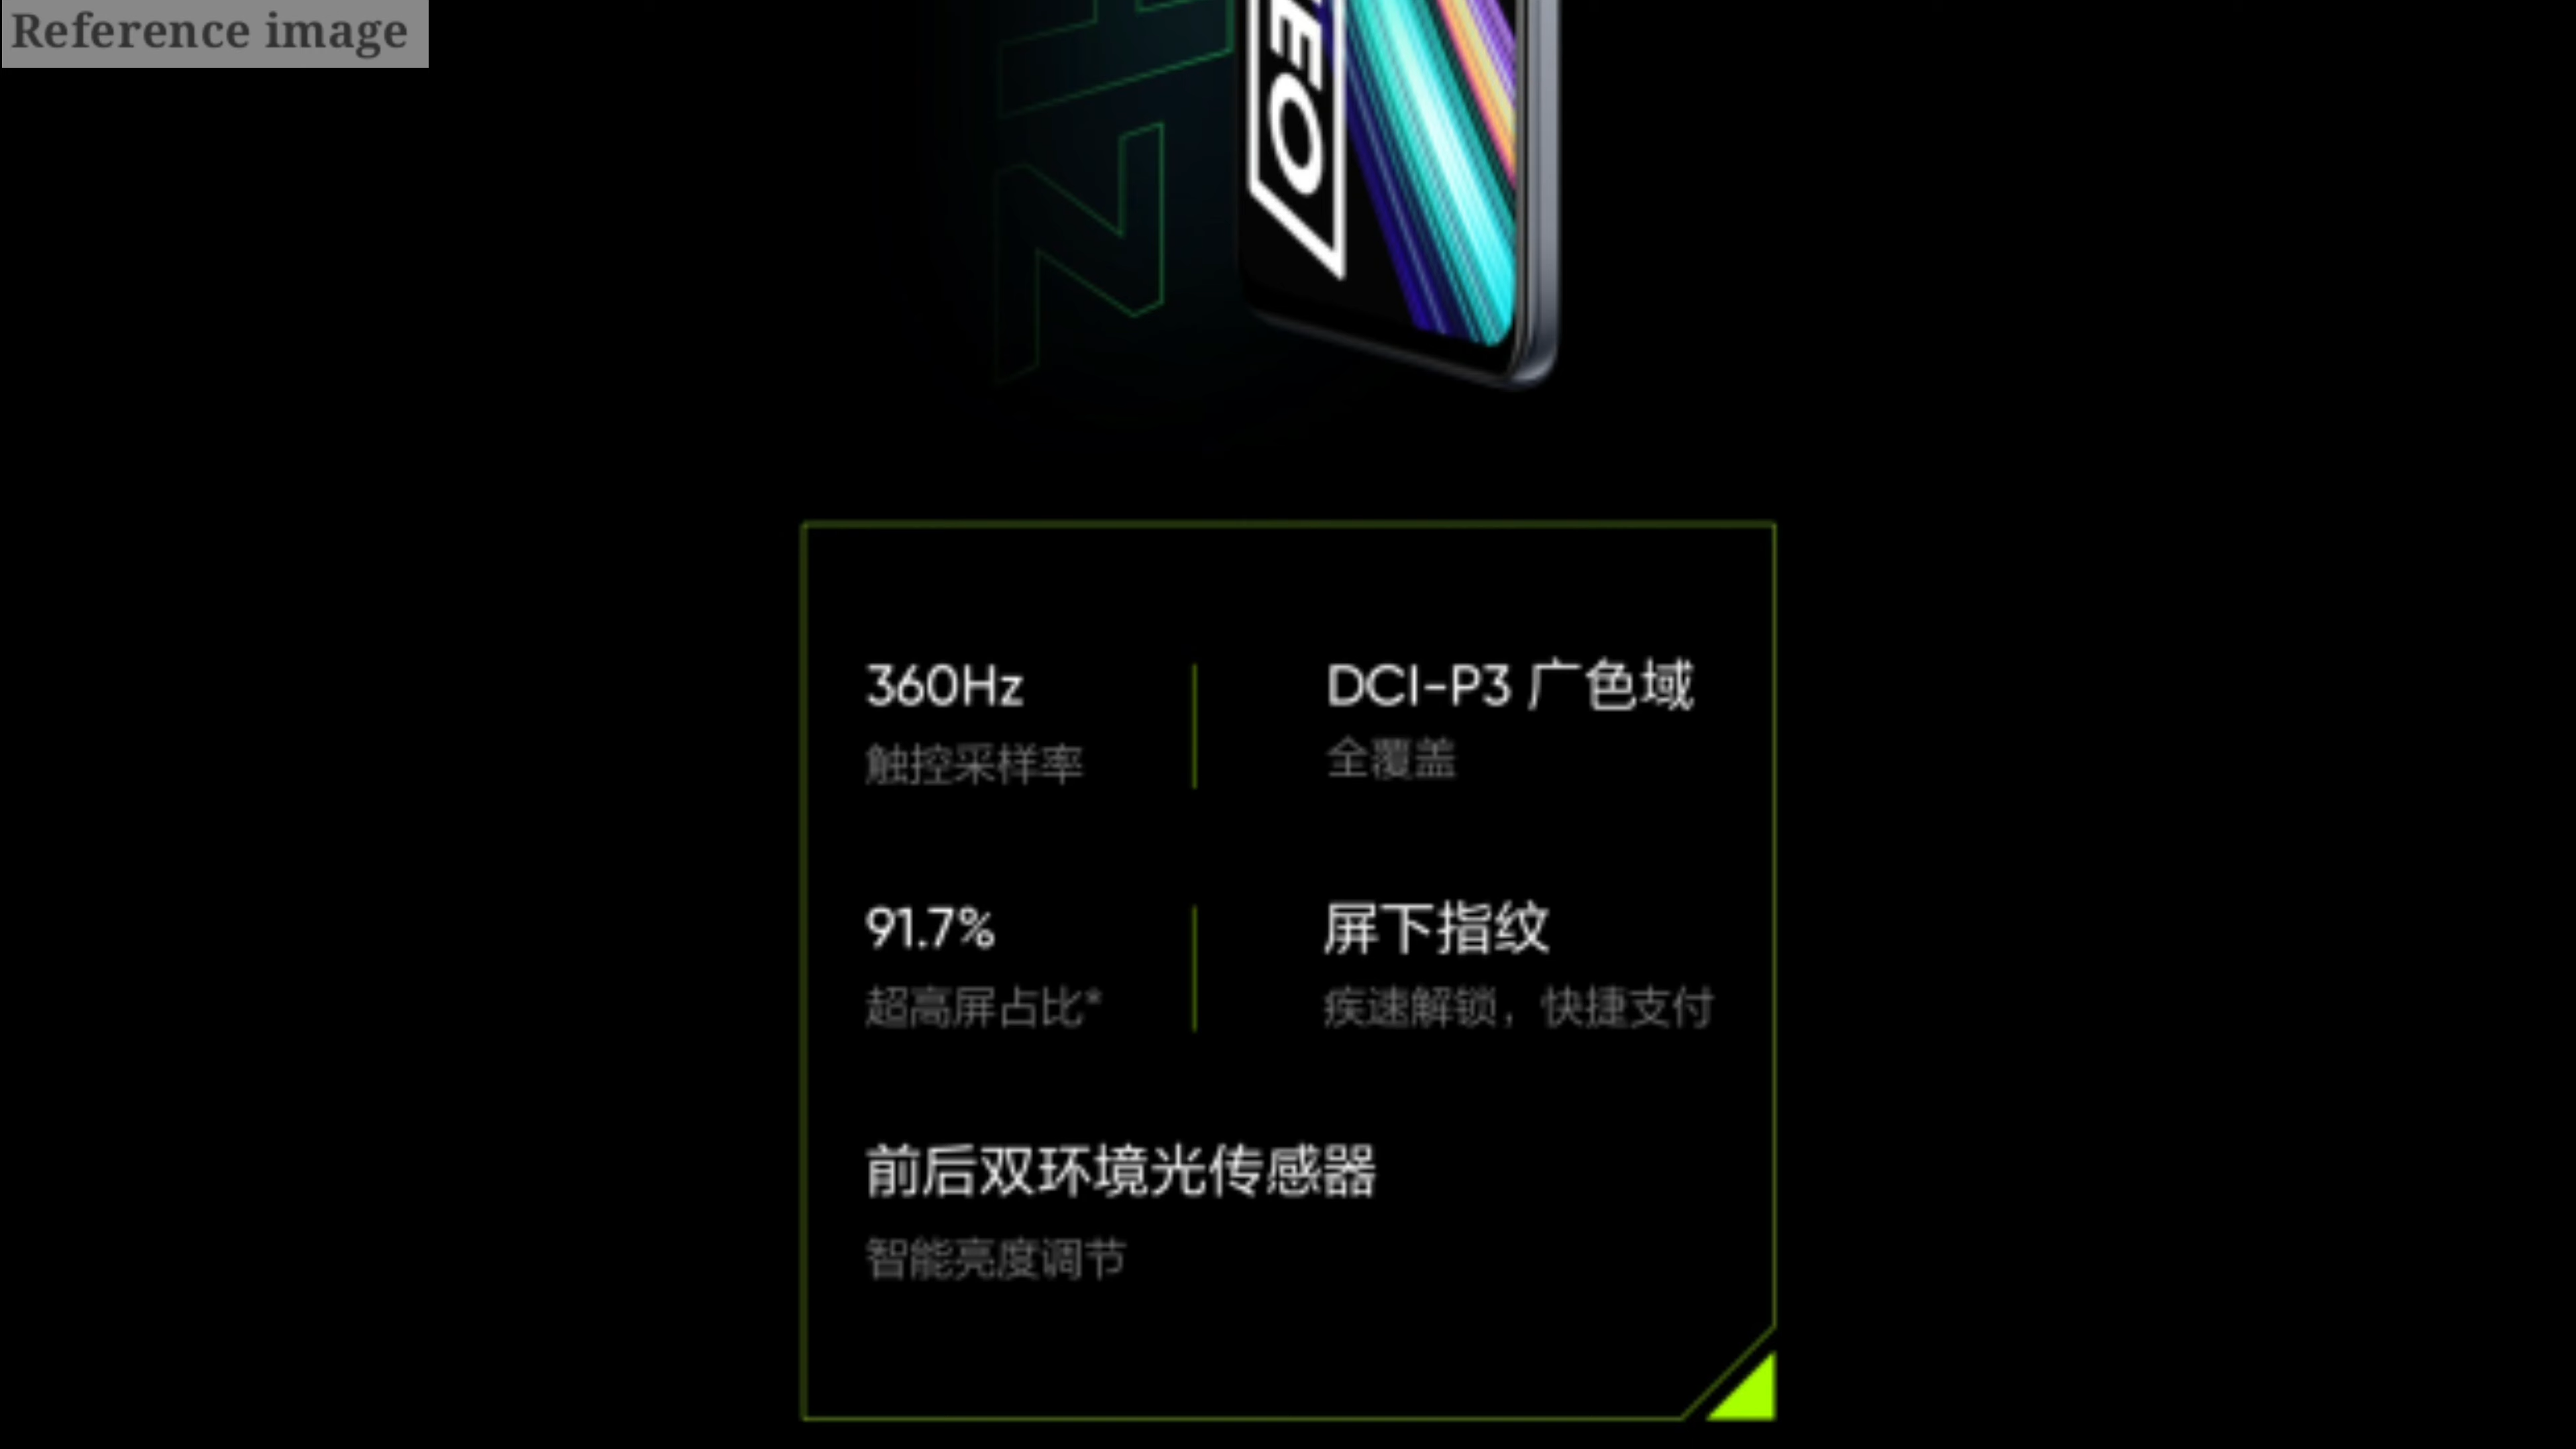 Reference image
HZ
EO
360Hz
触控采样率
DCI-P3 广色域
全覆盖
91.7%
超高屏占比*
屏下指纹
疾速解锁，快捷支付
前后双环境光传感器
智能亮度调节